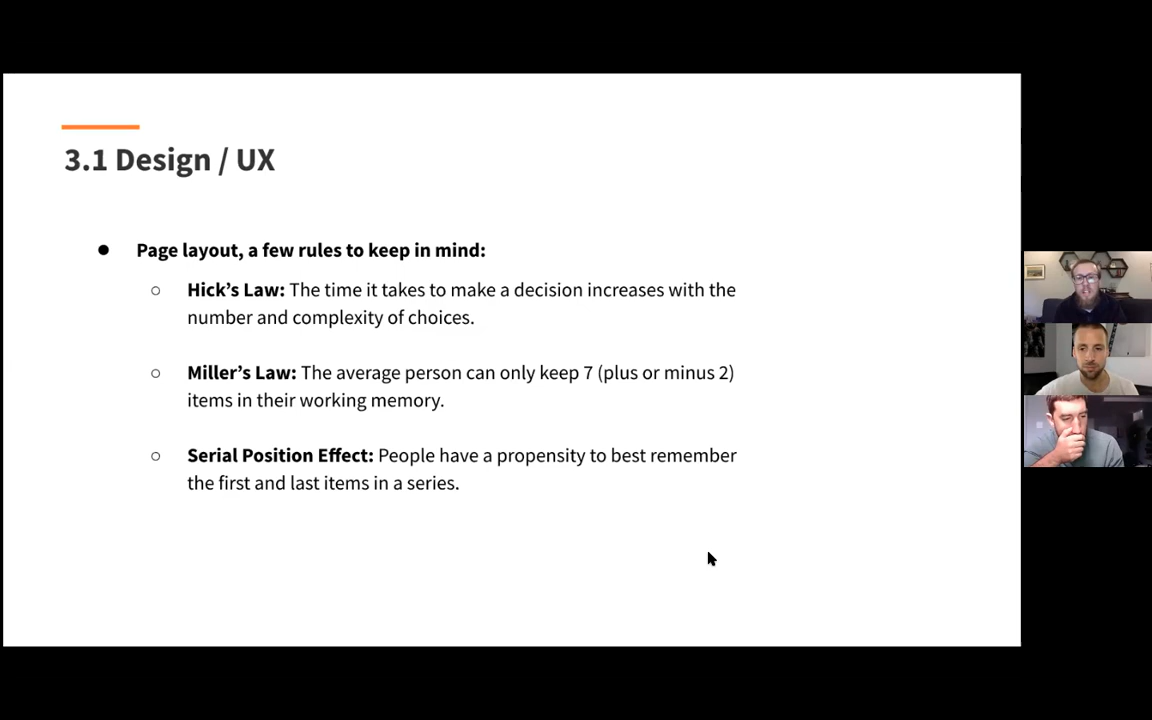 3.1 Design / UX
● Page layout, a few rules to keep in mind:
○ Hick’s Law: The time it takes to make a decision increases with the
number and complexity of choices.
○ Miller’s Law: The average person can only keep 7 (plus or minus 2)
items in their working memory.
○ Serial Position Effect: People have a propensity to best remember
the first and last items in a series.